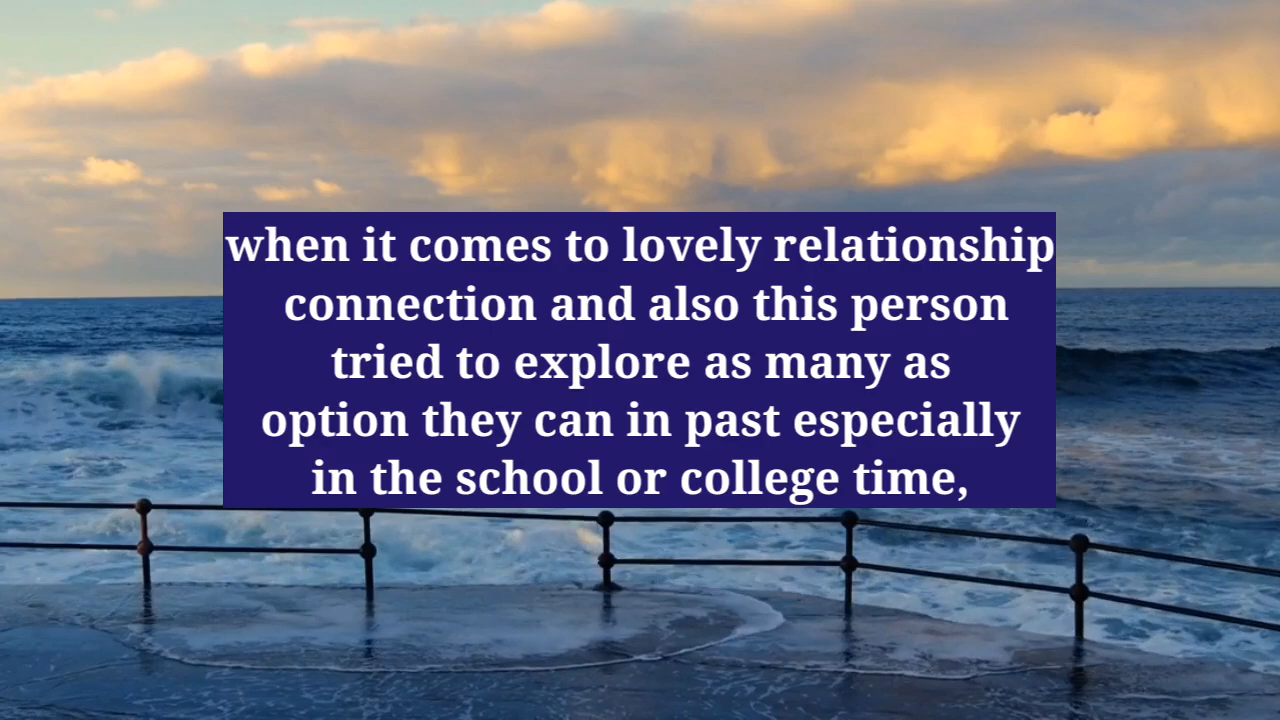 when it comes to lovely relationship
connection and also this person
tried to explore as many as
option they can in past especially
in the school or college time,